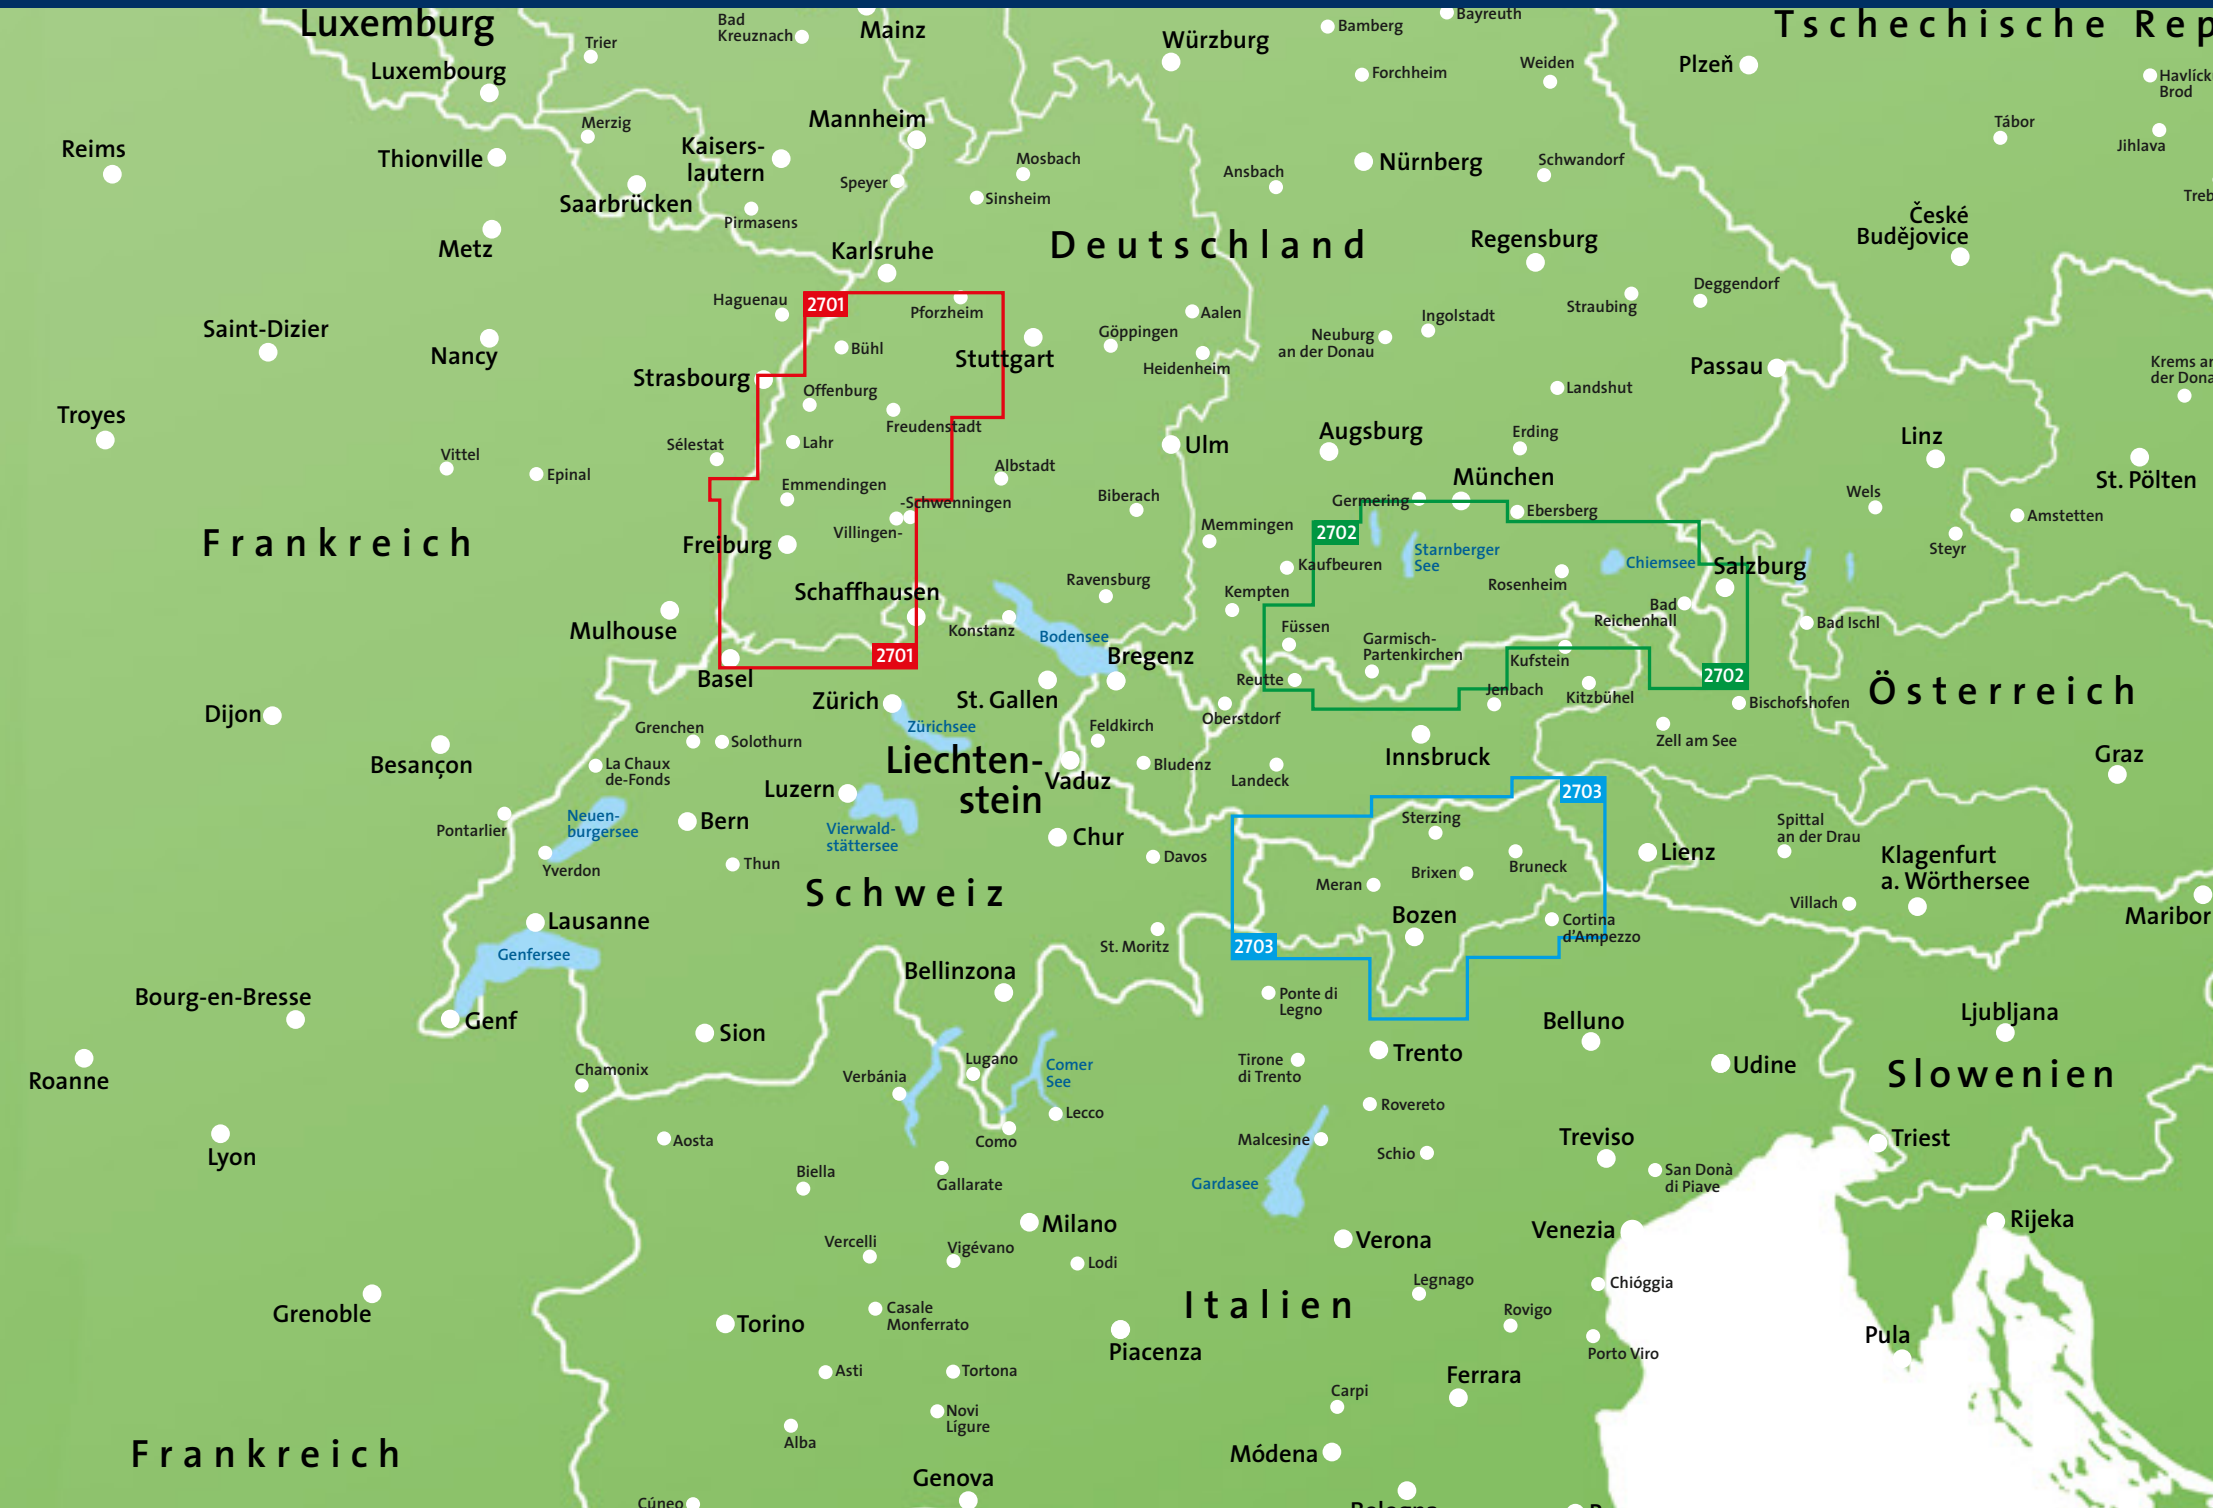 Luxemburg
Bad
Kreuznach
Mainz
Trier
Luxembourg
Würzburg
Bamberg
Bayreuth
Forchheim
Weiden
Plzeň
Tschechische Rep
Havlíck
Brod
Tábor
Jihlava
Reims
Thionville
Merzig
Kaisers-
lautern
Mannheim
Speyer
Mosbach
Sinsheim
Ansbach
Nürnberg
Schwandorf
Treb
Saarbrücken
Pirmasens
Metz
Karlsruhe
Deutschland
Regensburg
České
Budějovice
Haguenau
2701
Pforzheim
Aalen
Göppingen
Heidenheim
Neuburg
an der Donau
Ingolstadt
Straubing
Deggendorf
Saint-Dizier
Nancy
Bühl
Stuttgart
Strasbourg
Offenburg
Freudenstadt
Landshut
Passau
Krems an
der Dona
Troyes
Vittel
Epinal
Sélestat
Lahr
Albstadt
Ulm
Augsburg
Erding
München
Linz
St. Pölten
Emmendingen
-Schwenningen
Villingen-
Biberach
Memmingen
Germering
Ebersberg
Wels
Amstetten
Steyr
Frankreich
Freiburg
2702
Kaufbeuren
Starnberger
See
Rosenheim
Chiemsee
Salzburg
Schaffhausen
Ravensburg
Kempten
Bad
Reichenhall
Bad Ischl
Mulhouse
Konstanz
Bodensee
Füssen
Garmisch-
Partenkirchen
2701
Bregenz
Kufstein
Basel
Reutte
Jenbach
Kitzbühel
2702
Bischofshofen
Österreich
Dijon
Zürich
St. Gallen
Oberstdorf
Grenchen
Solothurn
Zürichsee
Feldkirch
Zell am See
Besançon
La Chaux
de-Fonds
Liechten-
stein
Vaduz
Bludenz
Landeck
Innsbruck
Graz
Luzern
2703
Pontarlier
Neuen-
burgersee
Bern
Vierwald-
stättersee
Chur
Sterzing
Spittal
an der Drau
Yverdon
Thun
Davos
Meran
Brixen
Bruneck
Lienz
Klagenfurt
a. Wörthersee
Schweiz
Lausanne
Bozen
Cortina
d'Ampezzo
Villach
Maribor
Genfersee
St. Moritz
2703
Bellinzona
Bourg-en-Bresse
Genf
Sion
Ponte di
Legno
Belluno
Ljubljana
Roanne
Chamonix
Verbánia
Lugano
Comer
See
Tirone
di Trento
Trento
Udine
Slowenien
Lecco
Rovereto
Lyon
Aosta
Como
Malcesine
Schio
Treviso
Triest
Biella
Gallarate
Gardasee
San Donà
di Piave
Milano
Verona
Venezia
Rijeka
Vercelli
Vigévano
Lodi
Legnago
Chióggia
Grenoble
Torino
Casale
Monferrato
Italien
Rovigo
Piacenza
Porto Viro
Pula
Asti
Tortona
Ferrara
Carpi
Novi
Lígure
Alba
Frankreich
Módena
Genova
Cúneo